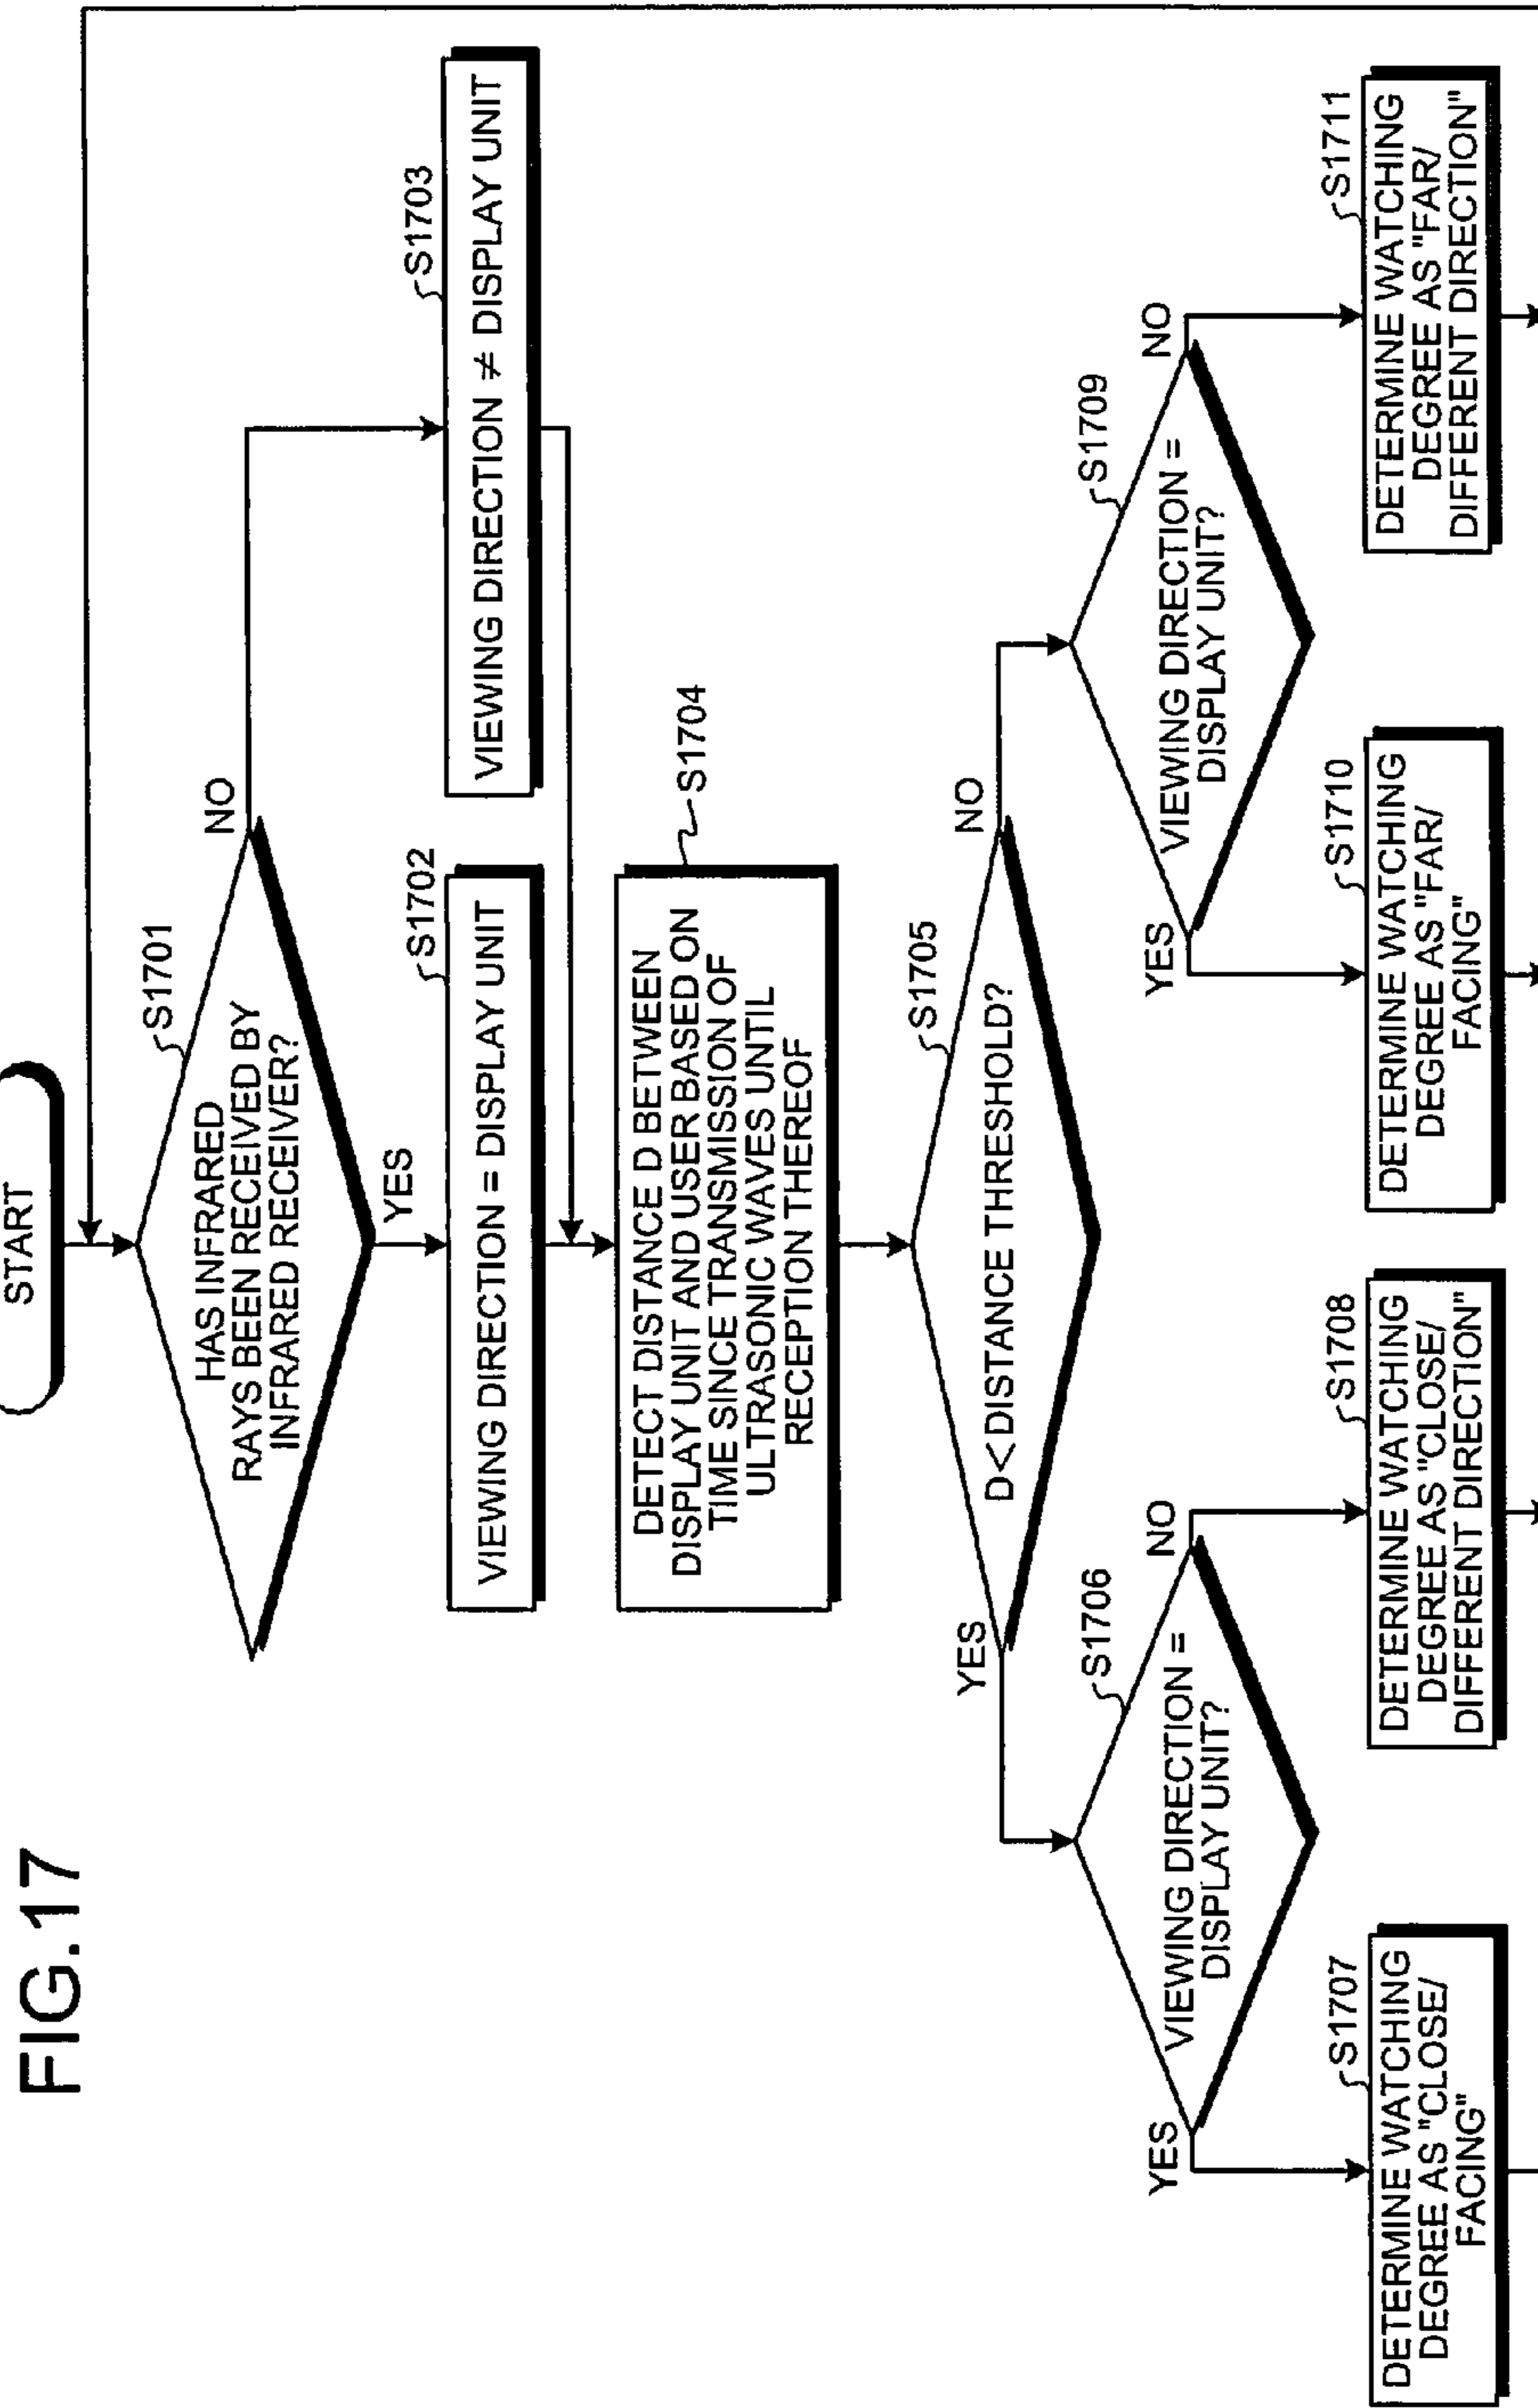 FIG.17
START
S1701
HAS INFRARED
RAYS BEEN RECEIVED BY
INFRARED RECEIVER?
NO
YES
S1702
VIEWING DIRECTION = DISPLAY UNIT
S1703
VIEWING DIRECTION ≠ DISPLAY UNIT
S1704
DETECT DISTANCE D BETWEEN
DISPLAY UNIT AND USER BASED ON
TIME SINCE TRANSMISSION OF
ULTRASONIC WAVES UNTIL
RECEPTION THEREOF
S1705
D<DISTANCE THRESHOLD?
YES
NO
S1706
VIEWING DIRECTION =
DISPLAY UNIT?
YES
NO
S1709
VIEWING DIRECTION =
DISPLAY UNIT?
YES
NO
S1707
DETERMINE WATCHING
DEGREE AS "CLOSE/
FACING"
S1708
DETERMINE WATCHING
DEGREE AS "CLOSE/
DIFFERENT DIRECTION"
S1710
DETERMINE WATCHING
DEGREE AS "FAR/
FACING"
S1711
DETERMINE WATCHING
DEGREE AS "FAR/
DIFFERENT DIRECTION"